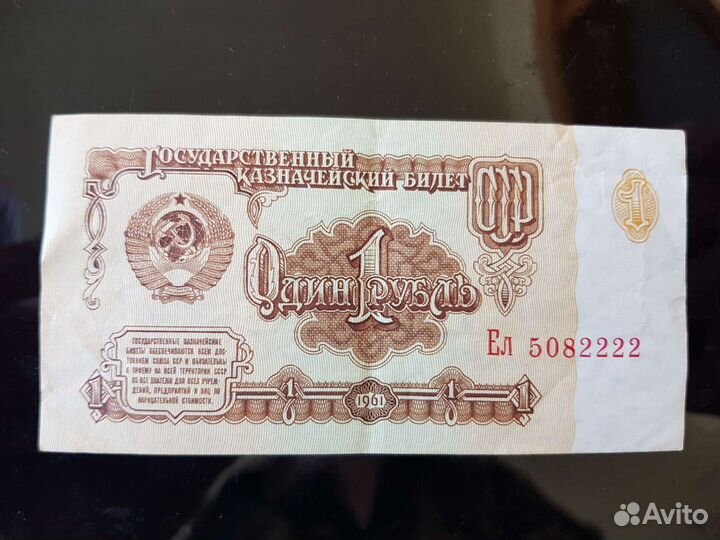 Государственный
Казначейский Билет
СССР
1
Один 1 Рубль
Ел 5082222
ГОСУДАРСТВЕННЫЕ КАЗНАЧЕЙСКИЕ
БИЛЕТЫ ОБЕСПЕЧИВАЮТСЯ ВСЕМ ДОС-
ТОЯНИЕМ СОЮЗА ССР И ОБЯЗАТЕЛЬНЫ
К ПРИЕМУ НА ВСЕЙ ТЕРРИТОРИИ СССР
ВО ВСЕ ПЛАТЕЖИ ДЛЯ ВСЕХ УЧРЕЖ-
ДЕНИЙ, ПРЕДПРИЯТИЙ И ЛИЦ ПО
НАРИЦАТЕЛЬНОЙ СТОИМОСТИ.
1 1 1961 1 1
Avito